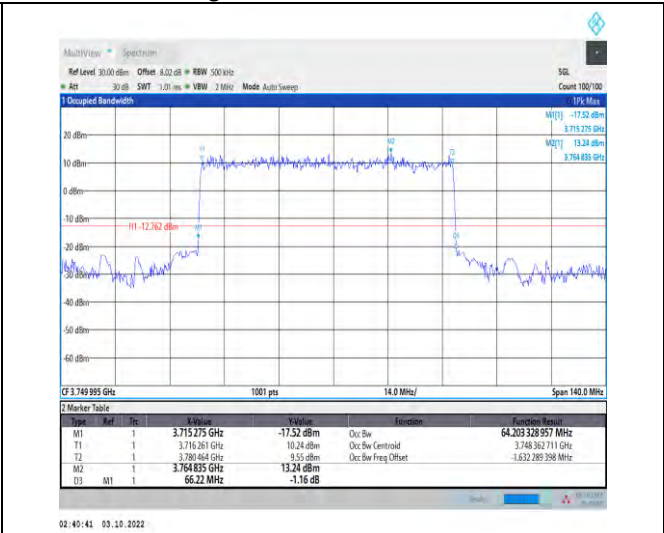 MultiView Spectrum
Ref Level 30.00 dBm Offset 8.02 dB RBW 500 kHz SGL
Att 30 dB SWT 1.01 ms VBW 2 MHz Mode Auto Sweep Count 100/100
1 Occupied Bandwidth 1Pk Max
M1[1] -17.52 dBm
3.715 275 GHz
M2[1] 13.24 dBm
3.764 835 GHz
20 dBm
M2
T1
T2
10 dBm
0 dBm
-10 dBm
H1 -12.762 dBm
M1
D3
-20 dBm
-30 dBm
-40 dBm
-50 dBm
-60 dBm
CF 3.749 995 GHz 1001 pts 14.0 MHz/ Span 140.0 MHz
2 Marker Table
Type Ref Trc X-Value Y-Value Function Function Result
M1 1 3.715 275 GHz -17.52 dBm Occ Bw 64.203 328 957 MHz
T1 1 3.716 261 GHz 10.24 dBm Occ Bw Centroid 3.748 362 711 GHz
T2 1 3.780 464 GHz 9.55 dBm Occ Bw Freq Offset -1.632 289 398 MHz
M2 1 3.764 835 GHz 13.24 dBm
D3 M1 1 66.22 MHz -1.16 dB
02:40:41 03.10.2022